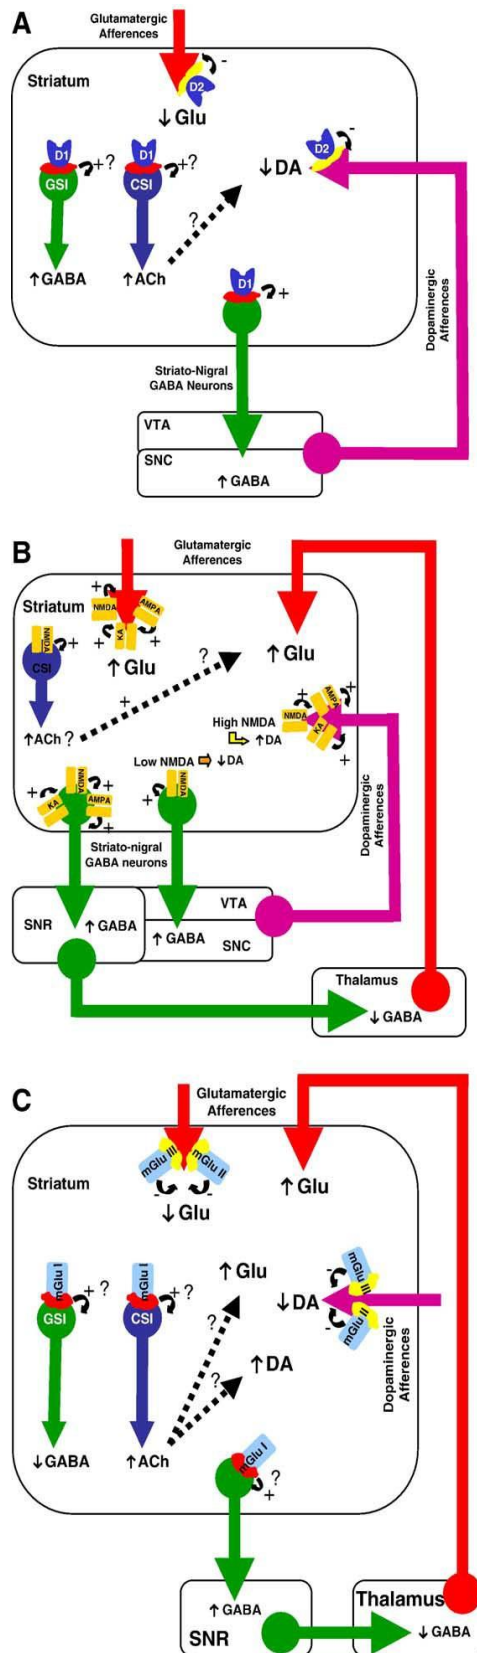 A
Glutamatergic
Afferences
Striatum
-
D2
↓Glu
D1
D1
D2
-
+?
+?
↓DA
GSI
CSI
?
↑GABA
↑ACh
D1
+
Dopaminergic
Afferences
Striato-Nigral
GABA Neurons
VTA
SNC
↑GABA
B
Glutamatergic
Afferences
Striatum
+
NMDA
AMPA
+
KA
+
+
NMDA
+
CSI
↑Glu
?
↑Glu
+
↑ACh ?
High NMDA
↑DA
NMDA
AMPA
KA
+
+
+
Low NMDA
↓DA
NMDA
+
KA
AMPA
+
+
NMDA
+
Striato-nigral
GABA neurons
Dopaminergic
Afferences
SNR
↑GABA
VTA
↑GABA
SNC
Thalamus
↓GABA
C
Glutamatergic
Afferences
Striatum
mGlu III
mGlu II
-
-
↓Glu
↑Glu
mGlu I
mGlu I
+?
+?
GSI
CSI
↑Glu
?
↓DA
mGlu III
-
mGlu II
-
↑DA
?
Dopaminergic
Afferences
↓GABA
↑ACh
mGlu I
?
+
↑GABA
SNR
Thalamus
↓GABA